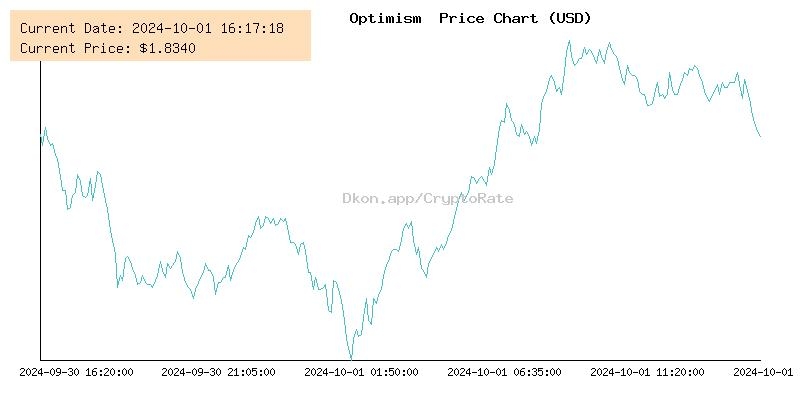 Optimism Price Chart (USD)
Current Date: 2024-10-01 16:17:18
Current Price: $1.8340
Dkon.app/CryptoRate
2024-09-30 16:20:00 2024-09-30 21:05:00 2024-10-01 01:50:00 2024-10-01 06:35:00 2024-10-01 11:20:00 2024-10-01